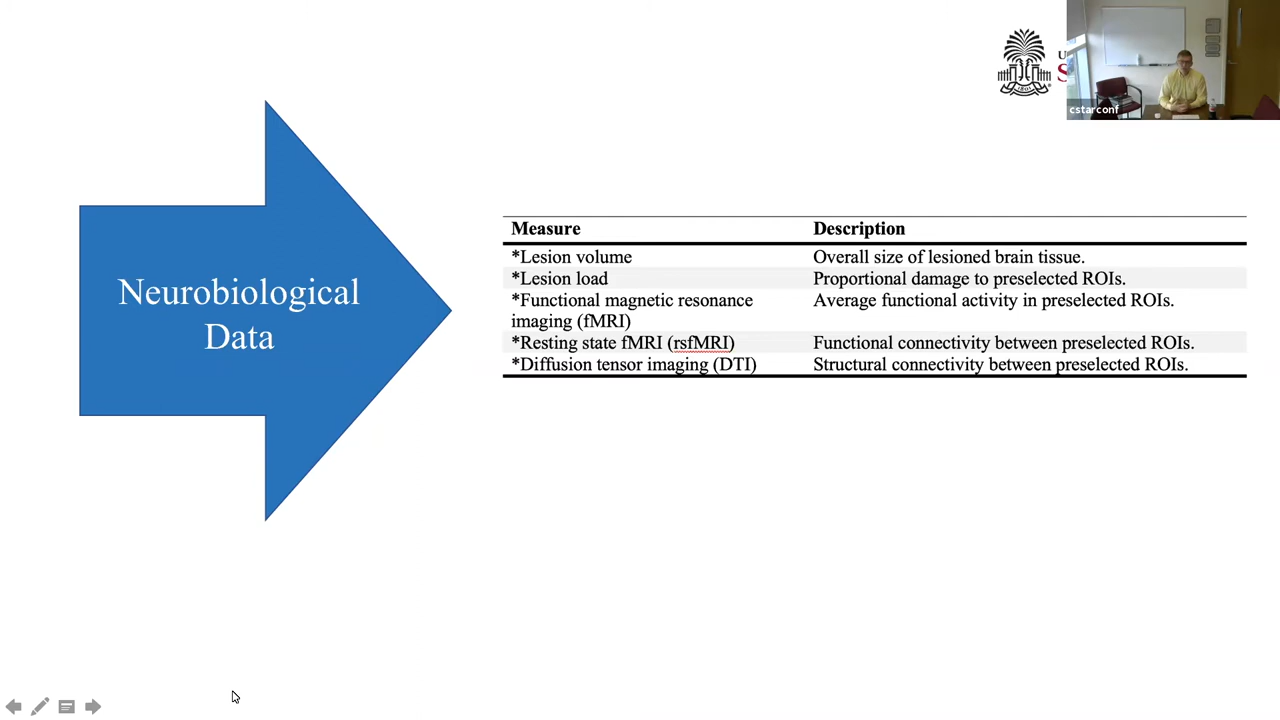 U
S
cstarconf
Neurobiological
Data
Measure Description
*Lesion volume Overall size of lesioned brain tissue.
*Lesion load Proportional damage to preselected ROIs.
*Functional magnetic resonance Average functional activity in preselected ROIs.
imaging (fMRI)
*Resting state fMRI (rsfMRI) Functional connectivity between preselected ROIs.
*Diffusion tensor imaging (DTI) Structural connectivity between preselected ROIs.